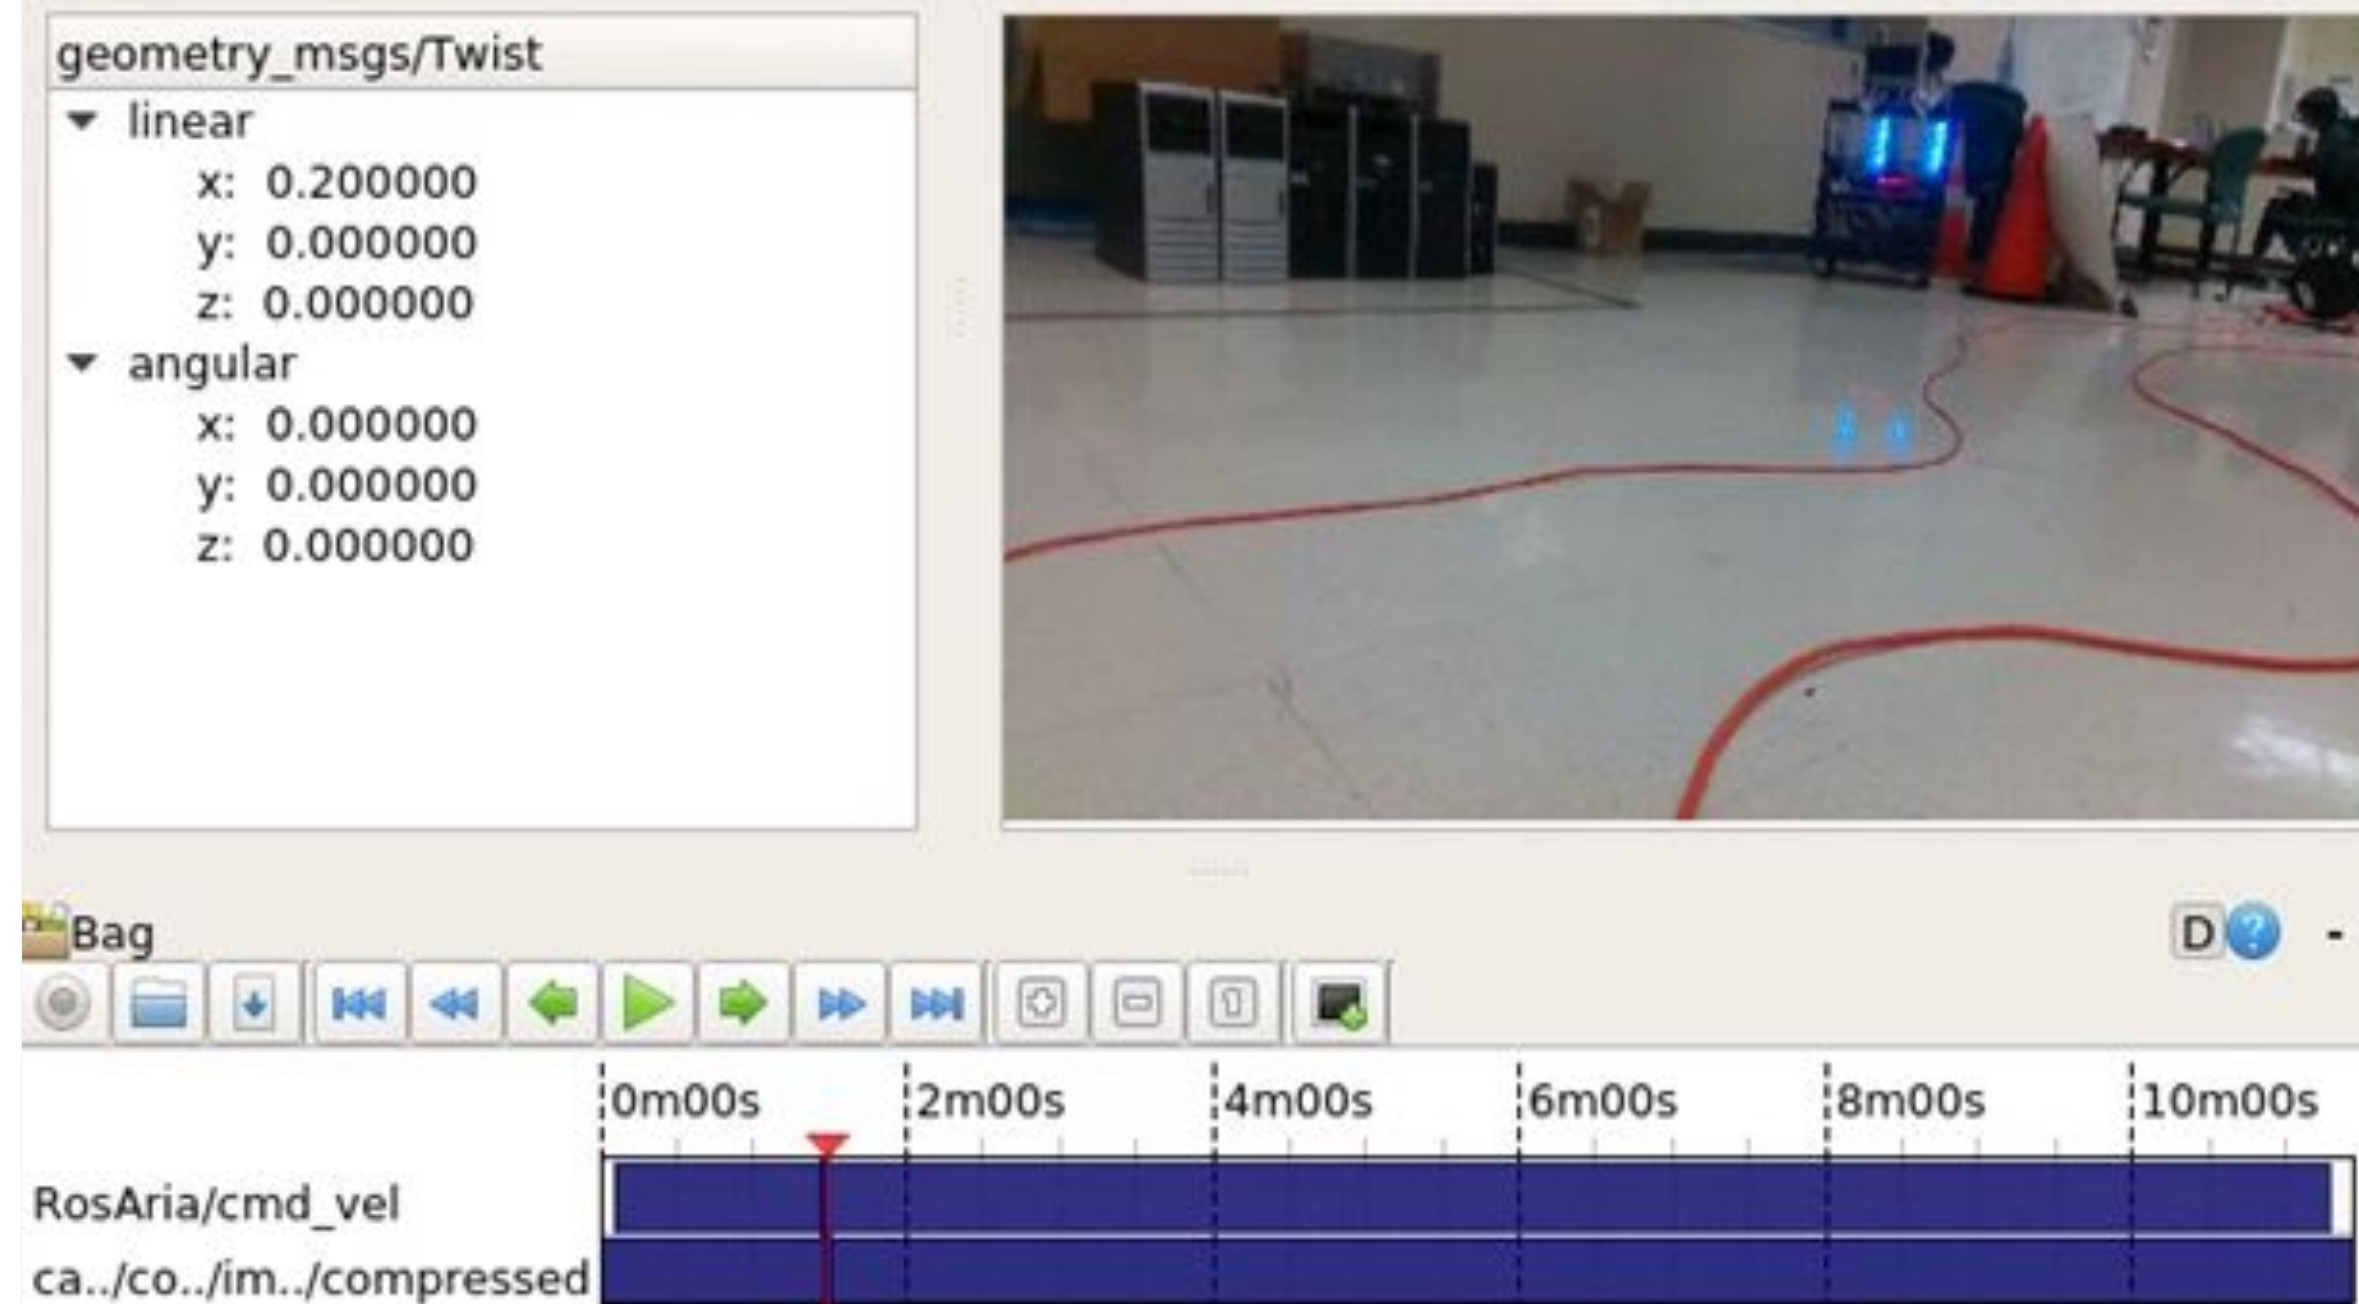 geometry_msgs/Twist
linear
x: 0.200000
y: 0.000000
z: 0.000000
angular
x: 0.000000
y: 0.000000
z: 0.000000
Bag
D ? -
0m00s 2m00s 4m00s 6m00s 8m00s 10m00s
RosAria/cmd_vel
ca../co../im../compressed